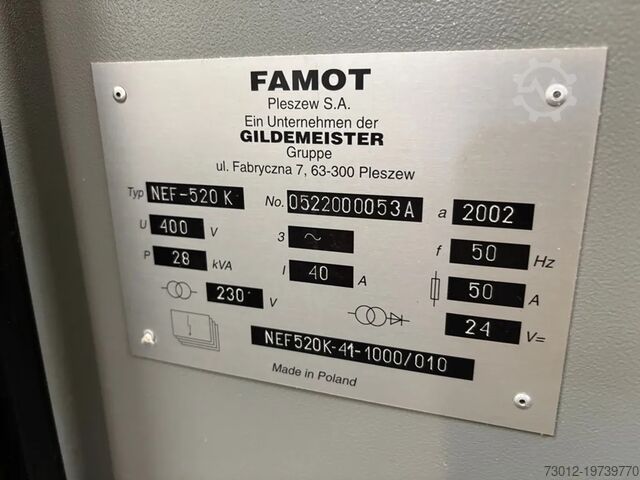 FAMOT
Pleszew S.A.
Ein Unternehmen der
GILDEMEISTER
Gruppe
ul. Fabryczna 7, 63-300 Pleszew
Typ NEF-520 K No. 0522000053A a 2002
U 400 V 3 ~ f 50 Hz
P 28 kVA I 40 A 50 A
230 V 24 V=
NEF520K-41-1000/010
Made in Poland
73012-19739770